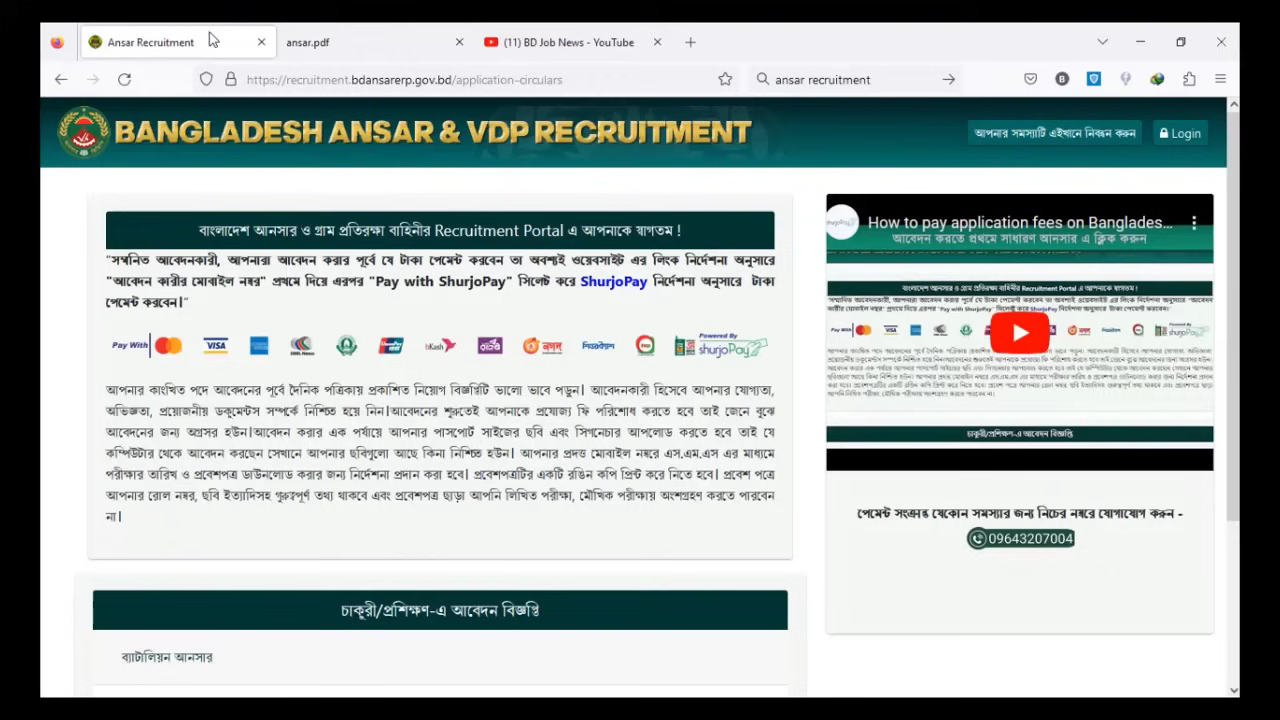 Ansar Recruitment
ansar.pdf
(11) BD Job News - YouTube
https://recruitment.bdansarerp.gov.bd/application-circulars
ansar recruitment
BANGLADESH ANSAR & VDP RECRUITMENT
আপনার সমস্যাটি এইখানে নিবন্ধন করুন
Login
বাংলাদেশ আনসার ও গ্রাম প্রতিরক্ষা বাহিনীর Recruitment Portal এ আপনাকে স্বাগতম !
"সম্মনিত আবেদনকারী, আপনারা আবেদন করার পূর্বে যে টাকা পেমেন্ট করবেন তা অবশ্যই ওয়েবসাইট এর লিংক নির্দেশনা অনুসারে
"আবেদন কারীর মোবাইল নম্বর" প্রথমে দিয়ে এরপর "Pay with ShurjoPay" সিলেক্ট করে ShurjoPay নির্দেশনা অনুসারে টাকা
পেমেন্ট করবেন।"
Pay With VISA bKash নগদ Powered By shurjoPay
আপনার কাংখিত পদে আবেদনের পূর্বে দৈনিক পত্রিকায় প্রকাশিত নিয়োগ বিজ্ঞপ্তিটি ভালো ভাবে পড়ুন। আবেদনকারী হিসেবে আপনার যোগ্যতা,
অভিজ্ঞতা, প্রয়োজনীয় ডকুমেন্টস সম্পর্কে নিশ্চিত হয়ে নিন।আবেদনের শুরুতেই আপনাকে প্রযোজ্য ফি পরিশোধ করতে হবে তাই জেনে বুঝে
আবেদনের জন্য অগ্রসর হউন।আবেদন করার এক পর্যায়ে আপনার পাসপোর্ট সাইজের ছবি এবং সিগনেচার আপলোড করতে হবে তাই যে
কম্পিউটার থেকে আবেদন করছেন সেখানে আপনার ছবিগুলো আছে কিনা নিশ্চিত হউন। আপনার প্রদত্ত মোবাইল নম্বরে এস.এম.এস এর মাধ্যমে
পরীক্ষার তারিখ ও প্রবেশপত্র ডাউনলোড করার জন্য নির্দেশনা প্রদান করা হবে। প্রবেশপত্রটির একটি রঙিন কপি প্রিন্ট করে নিতে হবে। প্রবেশ পত্রে
আপনার রোল নম্বর, ছবি ইত্যাদিসহ গুরুত্বপূর্ণ তথ্য থাকবে এবং প্রবেশপত্র ছাড়া আপনি লিখিত পরীক্ষা, মৌখিক পরীক্ষায় অংশগ্রহণ করতে পারবেন
না।
চাকুরী/প্রশিক্ষণ-এ আবেদন বিজ্ঞপ্তি
ব্যাটালিয়ন আনসার
How to pay application fees on Banglades...
আবেদন করতে প্রথমে সাধারণ আনসার এ ক্লিক করুন
বাংলাদেশ আনসার ও গ্রাম প্রতিরক্ষা বাহিনীর Recruitment Portal এ আপনাকে স্বাগতম !
চাকুরী/প্রশিক্ষণ-এ আবেদন বিজ্ঞপ্তি
পেমেন্ট সংক্রান্ত যেকোন সমস্যার জন্য নিচের নম্বরে যোগাযোগ করুন -
09643207004